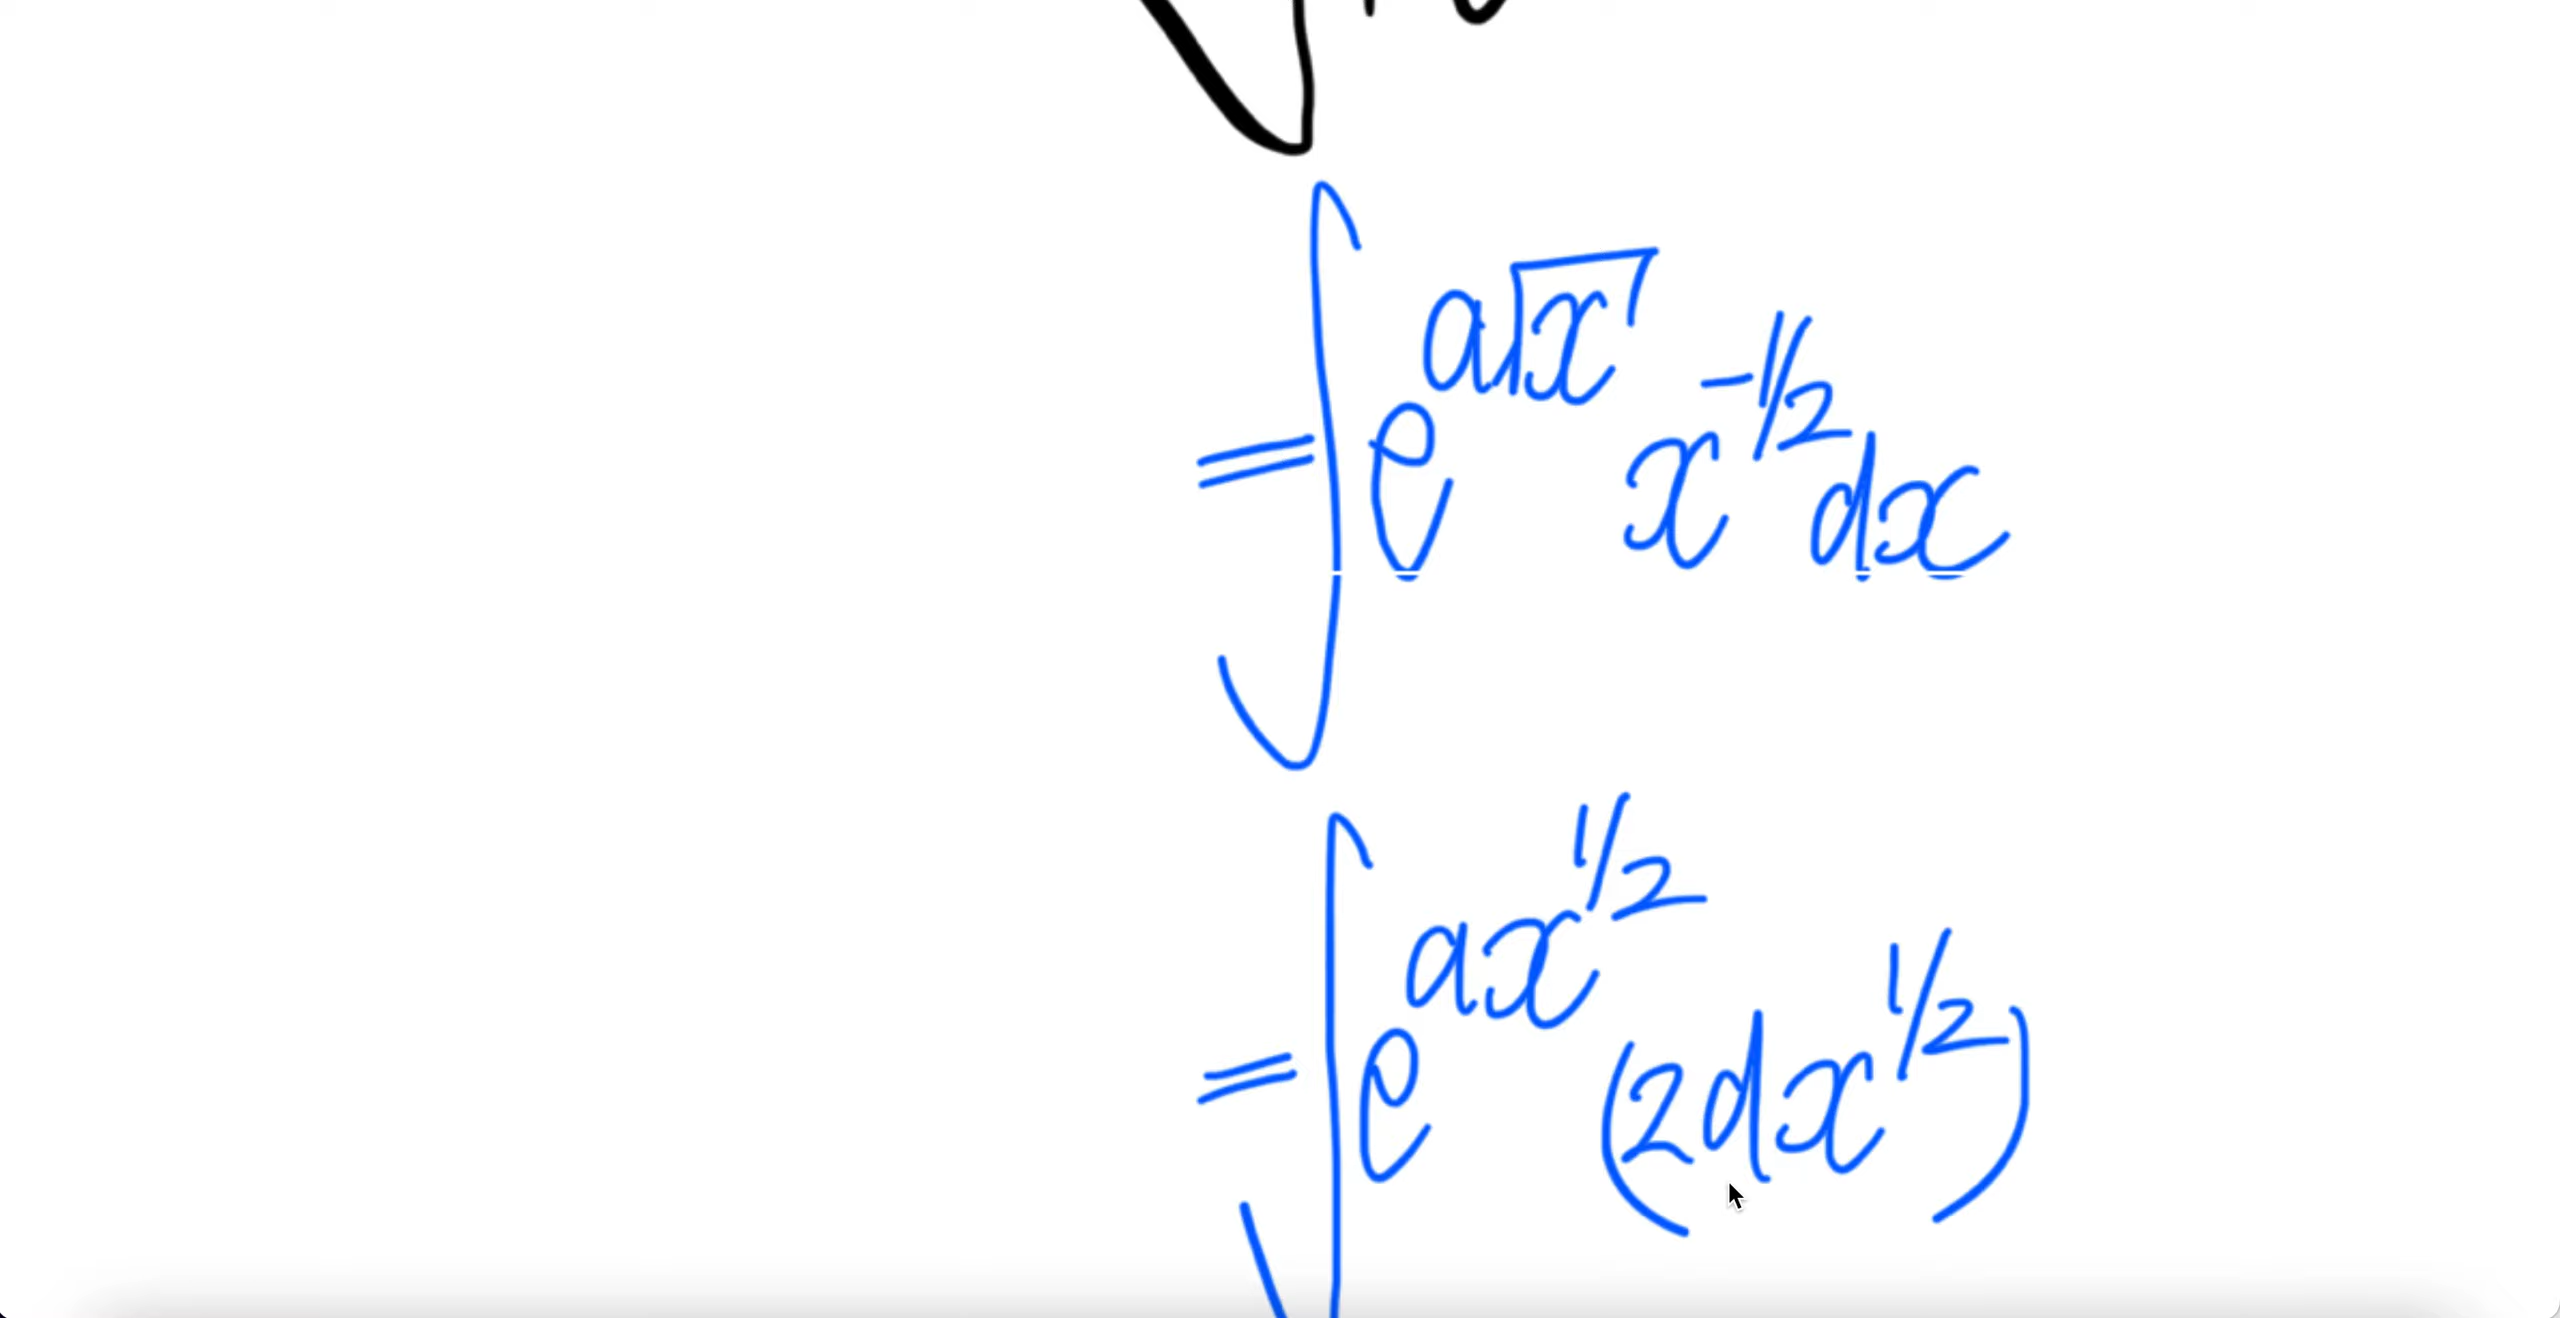 = ∫ e^{a√x} x^{-1/2} dx
= ∫ e^{ax^{1/2}} (2dx^{1/2})